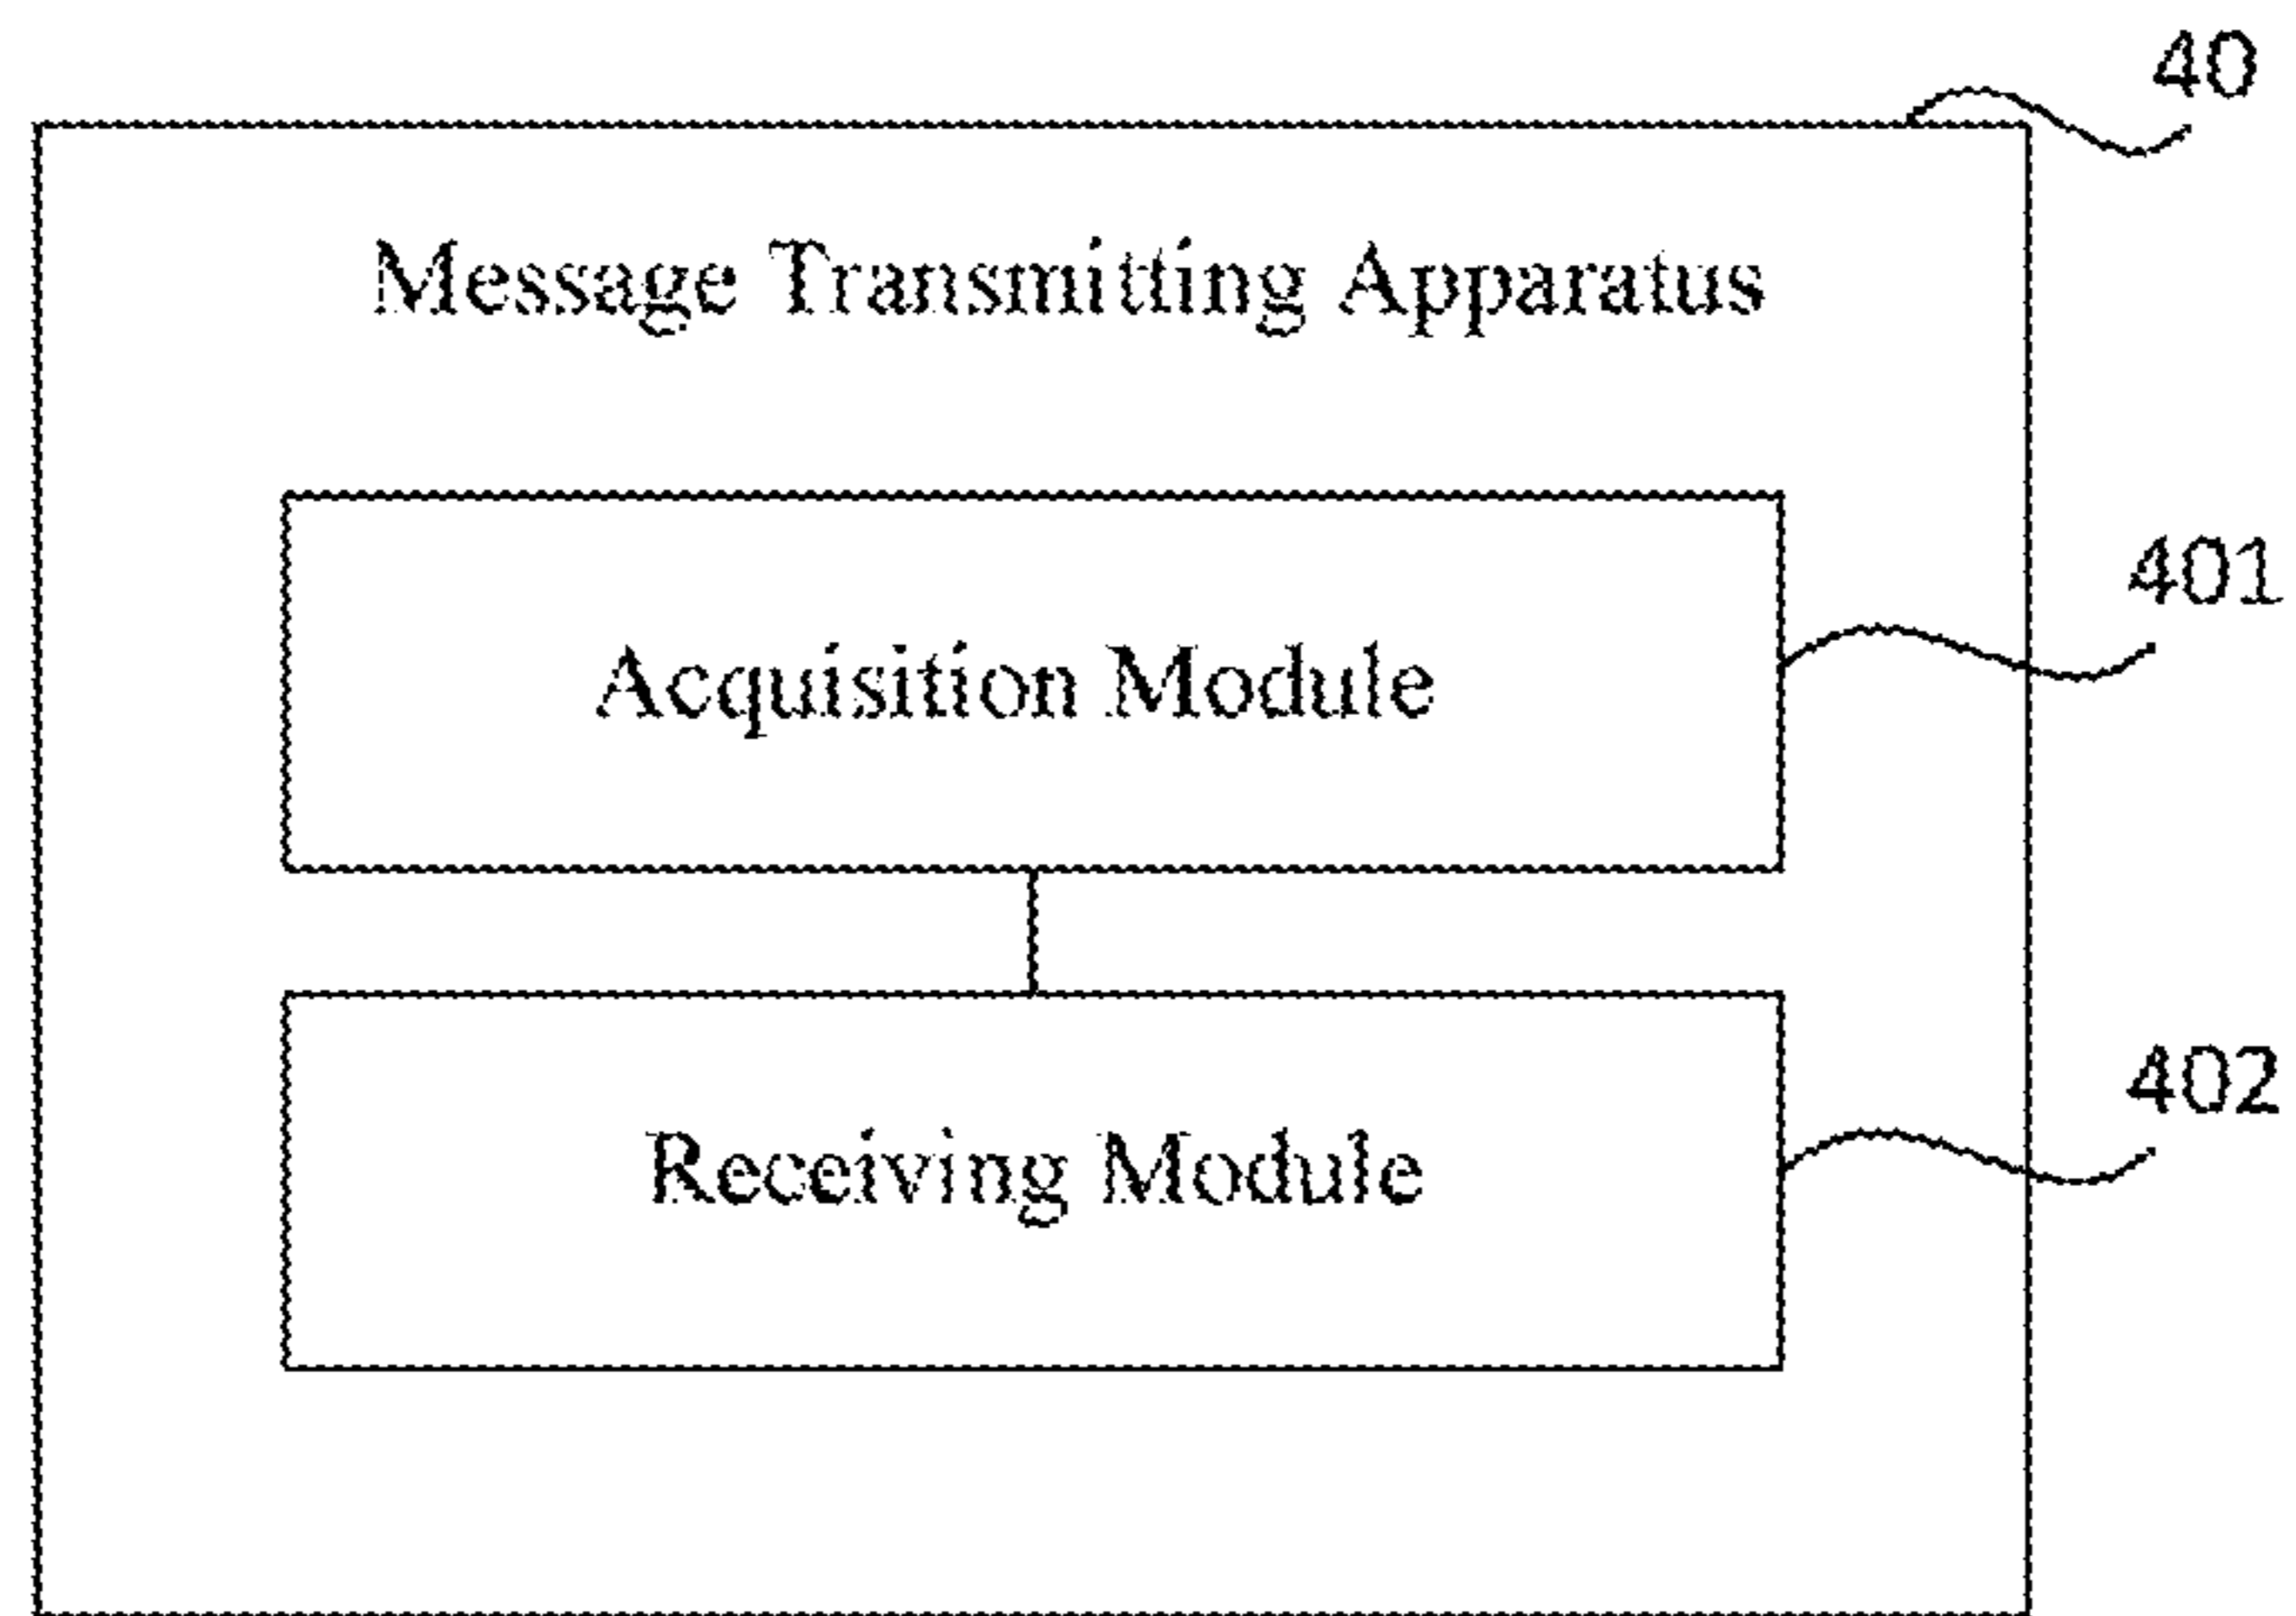 40
Message Transmitting Apparatus
401
Acquisition Module
402
Receiving Module